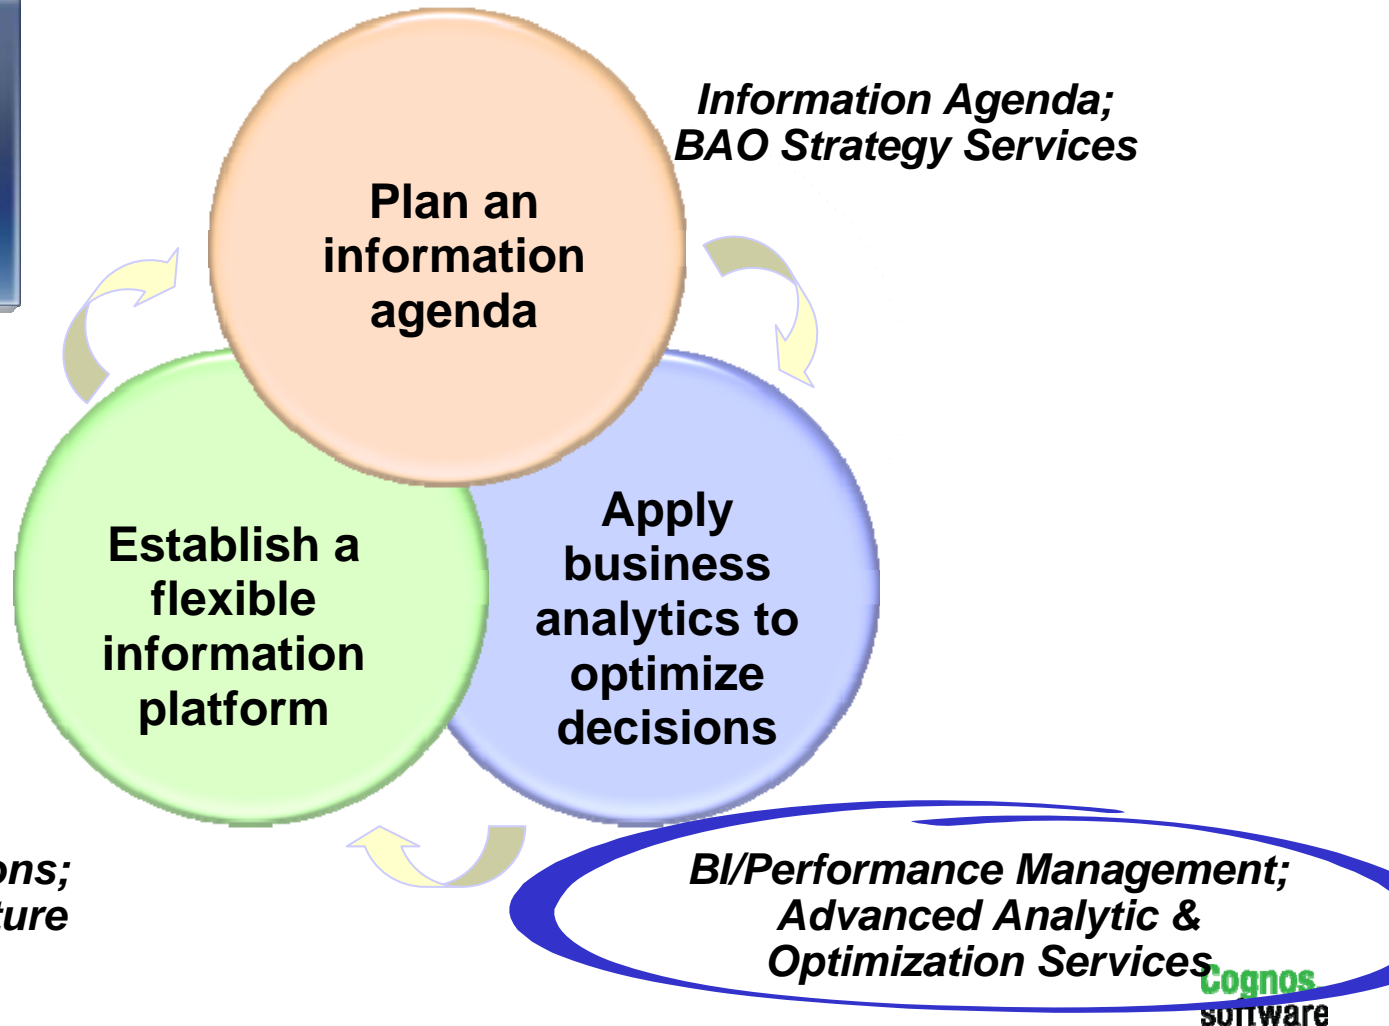 Information Agenda;
BAO Strategy Services
Plan an
information
agenda
Establish a
flexible
information
platform
Apply
business
analytics to
optimize
decisions
ons;
ture
BI/Performance Management;
Advanced Analytic &
Optimization Services
Cognos
software